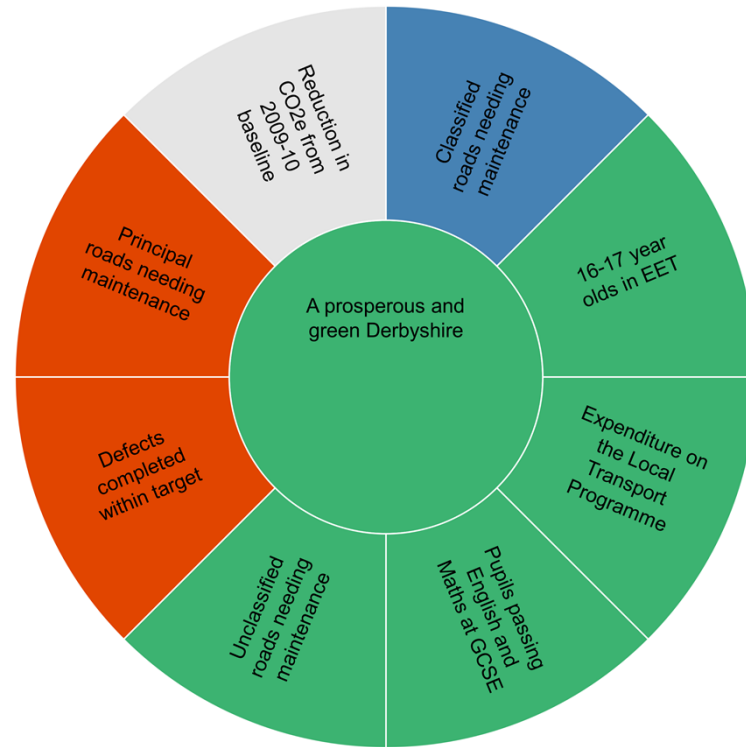 A prosperous and
green Derbyshire
Classified
roads needing
maintenance
16-17 year
olds in EET
Expenditure on
the Local
Transport
Programme
Pupils passing
English and
Maths at GCSE
Unclassified
roads needing
maintenance
Defects
completed
within target
Principal
roads needing
maintenance
Reduction in
CO2e from
2009-10
baseline